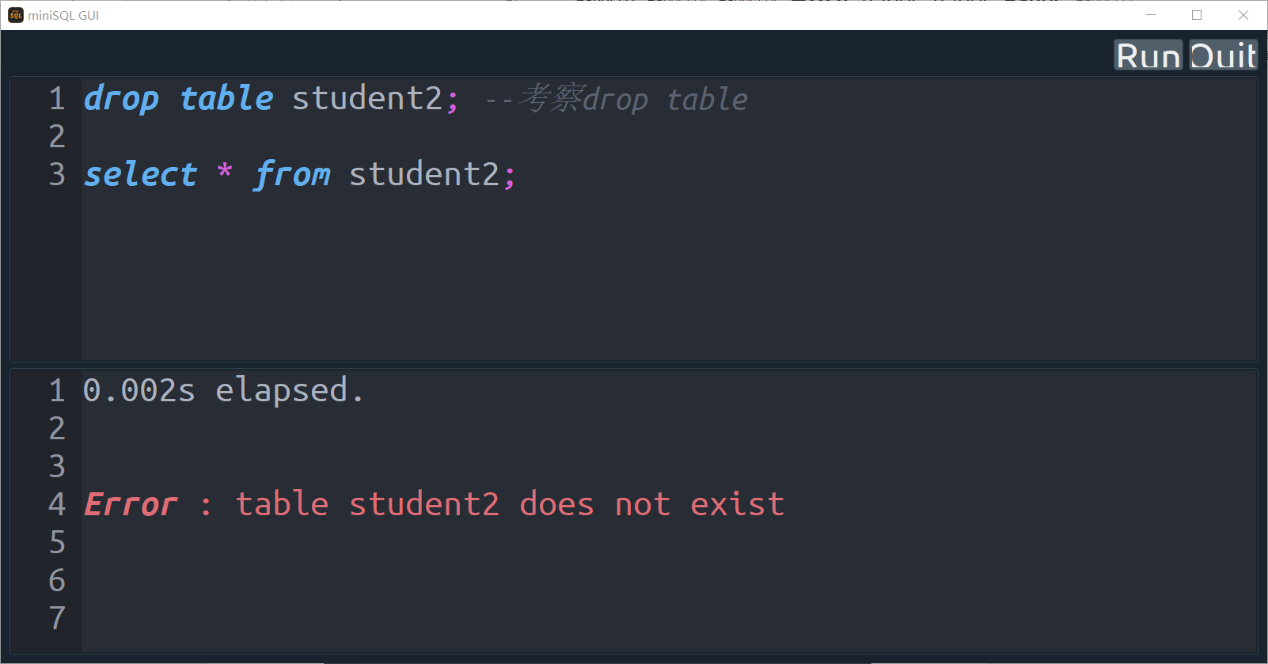 miniSQL GUI
Run Quit
1 drop table student2; --考察drop table
2
3 select * from student2;
1 0.002s elapsed.
2
3
4 Error : table student2 does not exist
5
6
7